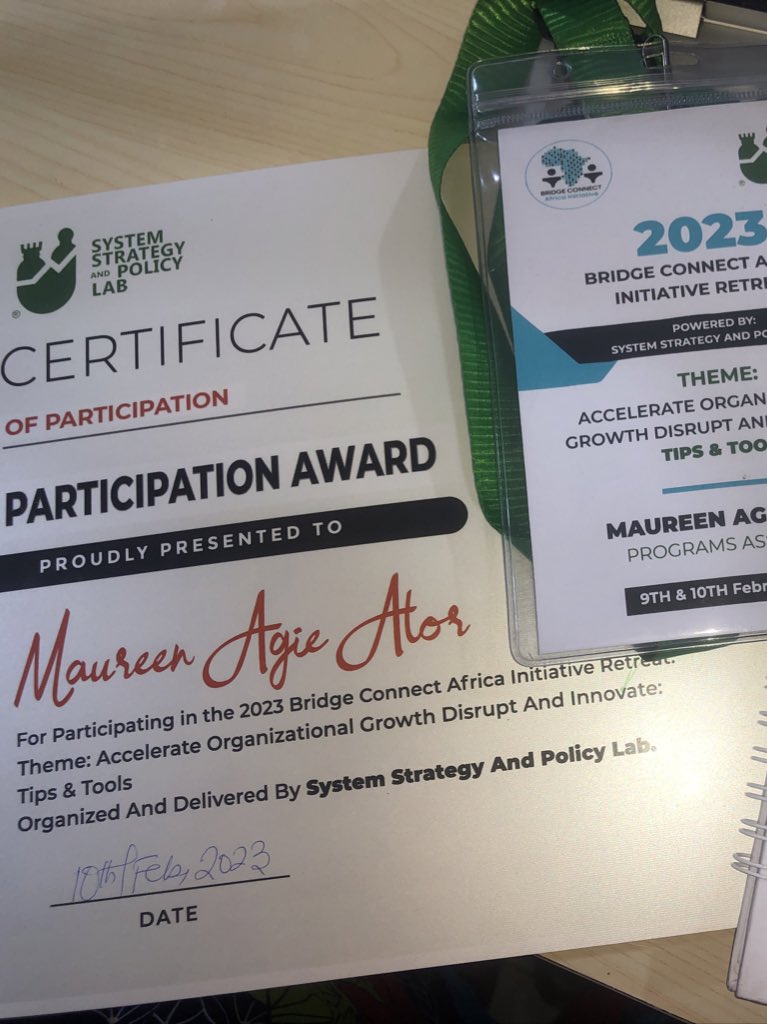 SYSTEM
STRATEGY
AND POLICY
LAB
CERTIFICATE
OF PARTICIPATION
PARTICIPATION AWARD
PROUDLY PRESENTED TO
Maureen Agie Ator
For Participating in the 2023 Bridge Connect Africa Initiative Retreat.
Theme: Accelerate Organizational Growth Disrupt And Innovate:
Tips & Tools
Organized And Delivered By System Strategy And Policy Lab.
10th Feb, 2023
DATE
BRIDGE CONNECT
Africa Initiative
2023
BRIDGE CONNECT A
INITIATIVE RETRE
POWERED BY:
SYSTEM STRATEGY AND PO
THEME:
ACCELERATE ORGAN
GROWTH DISRUPT AN
TIPS & TOO
MAUREEN AG
PROGRAMS AS
9TH & 10TH Febr